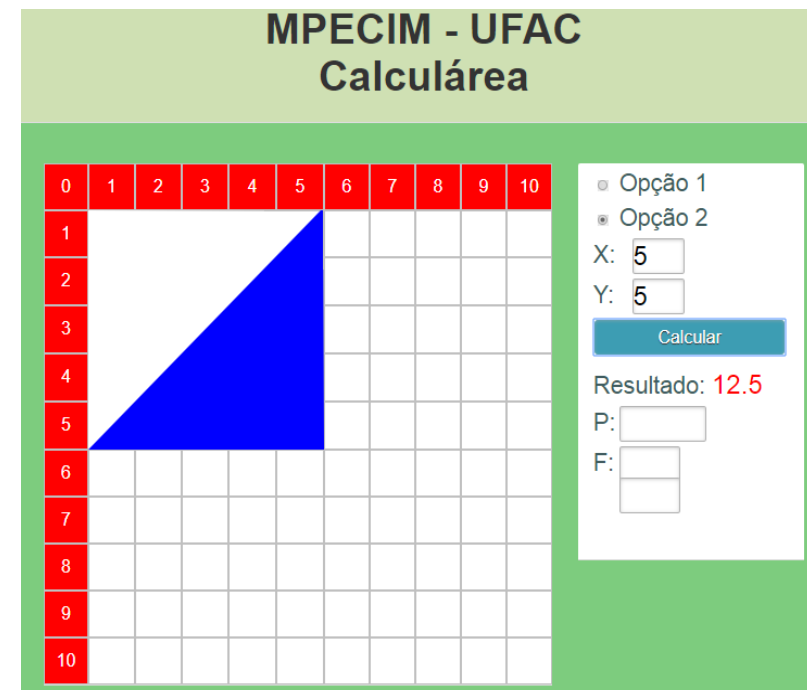 MPECIM - UFAC
Calculárea
0 1 2 3 4 5 6 7 8 9 10
1
2
3
4
5
6
7
8
9
10
Opção 1
Opção 2
X: 5
Y: 5
Calcular
Resultado: 12.5
P:
F: